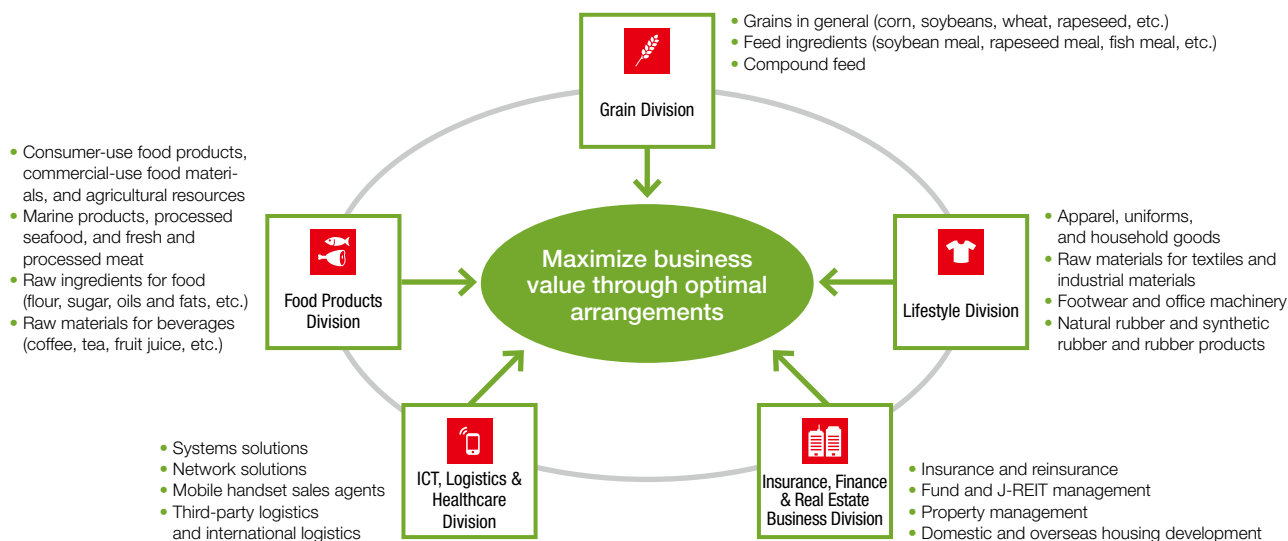 • Grains in general (corn, soybeans, wheat, rapeseed, etc.)
• Feed ingredients (soybean meal, rapeseed meal, fish meal, etc.)
• Compound feed
Grain Division
• Consumer-use food products,
commercial-use food materi-
als, and agricultural resources
• Marine products, processed
seafood, and fresh and
processed meat
• Raw ingredients for food
(flour, sugar, oils and fats, etc.)
• Raw materials for beverages
(coffee, tea, fruit juice, etc.)
Food Products
Division
Maximize business
value through optimal
arrangements
Lifestyle Division
• Apparel, uniforms,
and household goods
• Raw materials for textiles and
industrial materials
• Footwear and office machinery
• Natural rubber and synthetic
rubber and rubber products
• Systems solutions
• Network solutions
• Mobile handset sales agents
• Third-party logistics
and international logistics
ICT, Logistics &
Healthcare
Division
Insurance, Finance
& Real Estate
Business Division
• Insurance and reinsurance
• Fund and J-REIT management
• Property management
• Domestic and overseas housing development